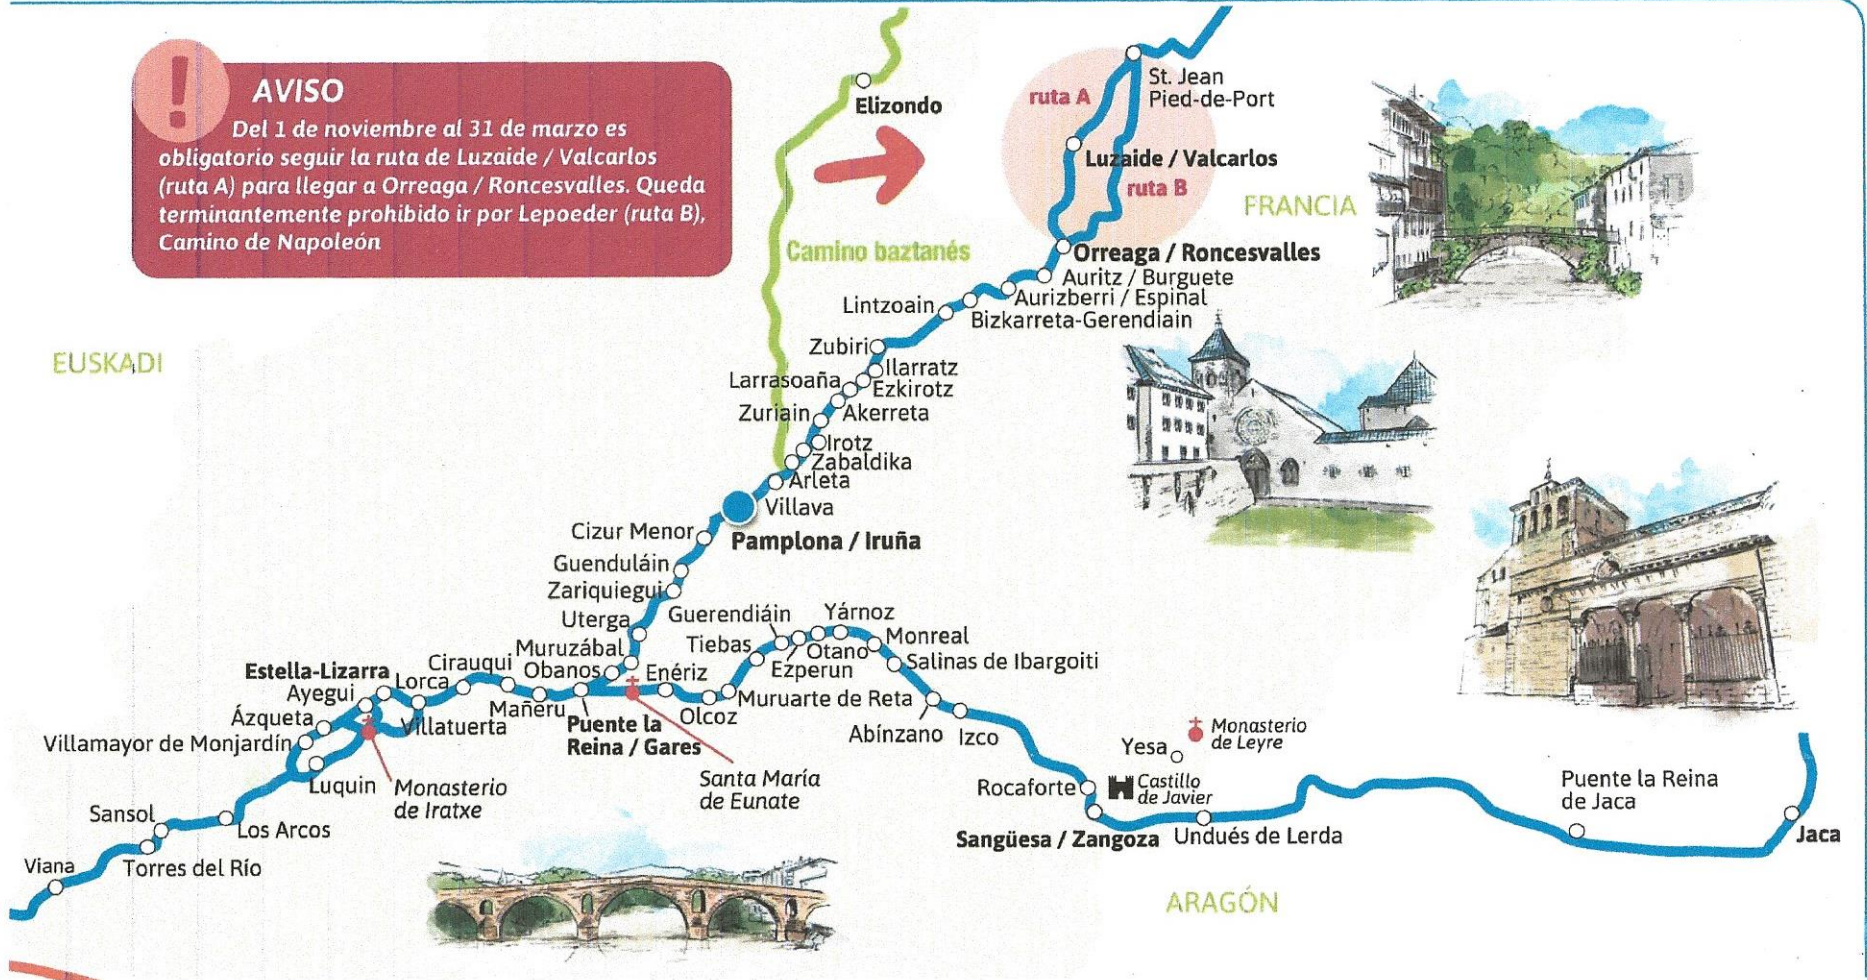 !
AVISO
Del 1 de noviembre al 31 de marzo es
obligatorio seguir la ruta de Luzaide / Valcarlos
(ruta A) para llegar a Orreaga / Roncesvalles. Queda
terminantemente prohibido ir por Lepoeder (ruta B),
Camino de Napoleón
Elizondo
Camino baztanés
St. Jean
Pied-de-Port
ruta A
Luzaide / Valcarlos
ruta B
FRANCIA
Orreaga / Roncesvalles
Auritz / Burguete
Aurizberri / Espinal
Lintzoain
Bizkarreta-Gerendiain
EUSKADI
Zubiri
Ilarratz
Larrasoaña
Ezkirotz
Zuriain
Akerreta
Irotz
Zabaldika
Arleta
Villava
Pamplona / Iruña
Cizur Menor
Guenduláin
Zariquiegui
Uterga
Muruzábal
Obanos
Guerendiáin
Yárnoz
Tiebas
Otano
Monreal
Ezperun
Salinas de Ibargoiti
Enériz
Muruarte de Reta
Olcoz
Abínzano
Izco
Estella-Lizarra
Ayegui
Lorca
Cirauqui
Ázqueta
Villatuerta
Mañeru
Puente la
Reina / Gares
Villamayor de Monjardín
Luquin
Monasterio
de Iratxe
Santa María
de Eunate
Sansol
Los Arcos
Viana
Torres del Río
Rocaforte
Yesa
Monasterio
de Leyre
Castillo
de Javier
Sangüesa / Zangoza
Undués de Lerda
Puente la Reina
de Jaca
Jaca
ARAGÓN